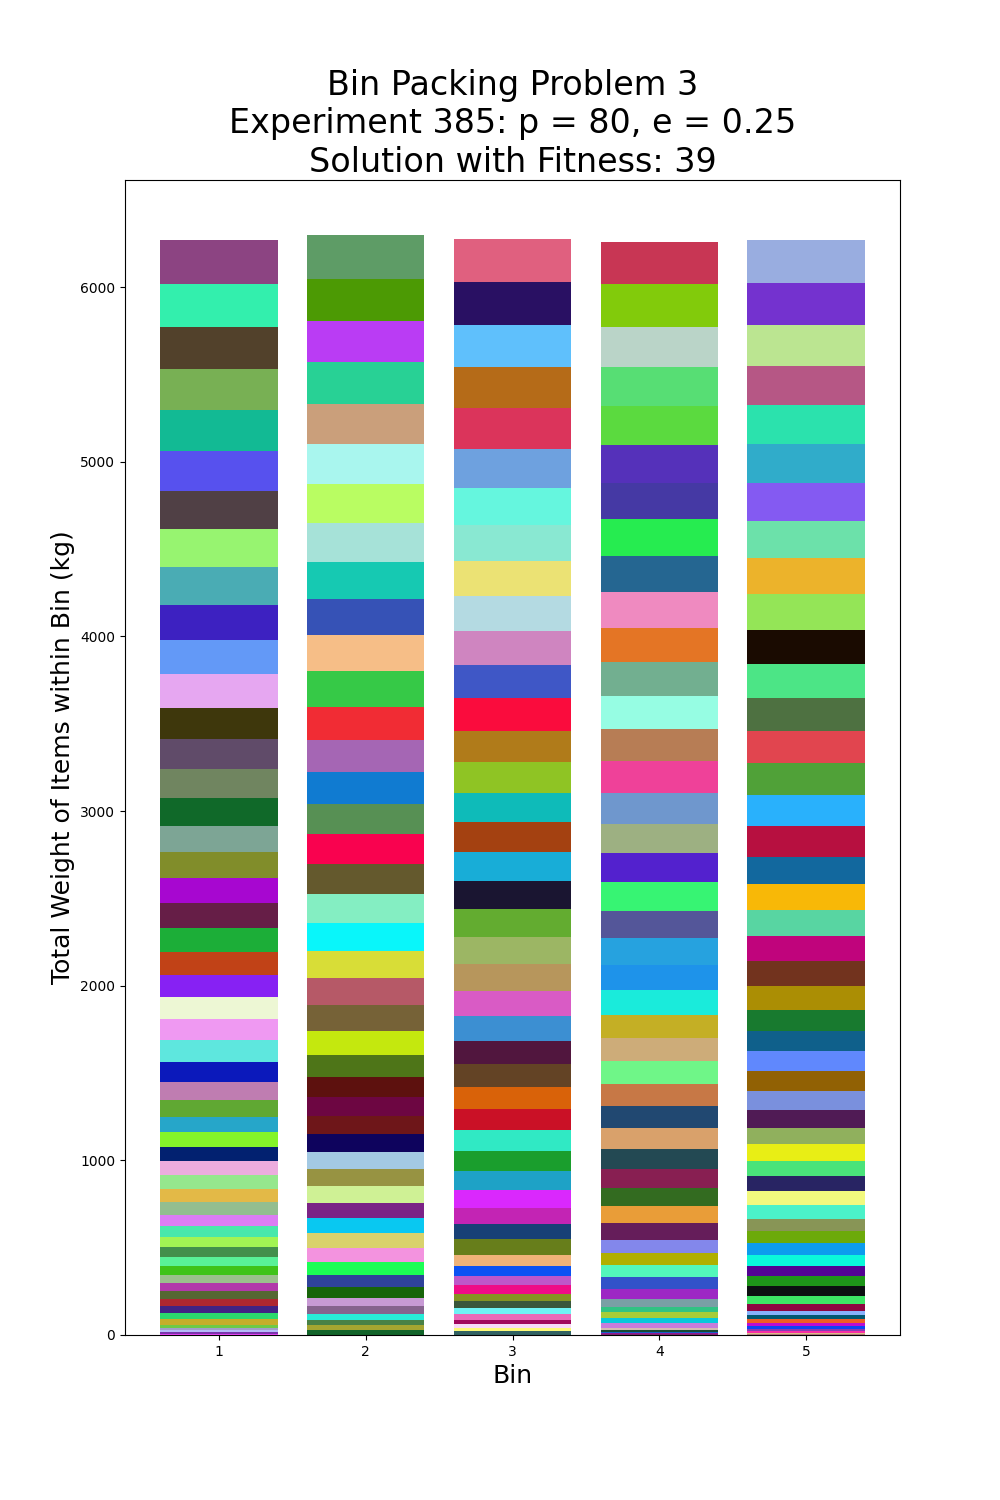 Bin Packing Problem 3
Experiment 385: p = 80, e = 0.25
Solution with Fitness: 39
Total Weight of Items within Bin (kg)
6000
5000
4000
3000
2000
1000
0
1 2 3 4 5
Bin